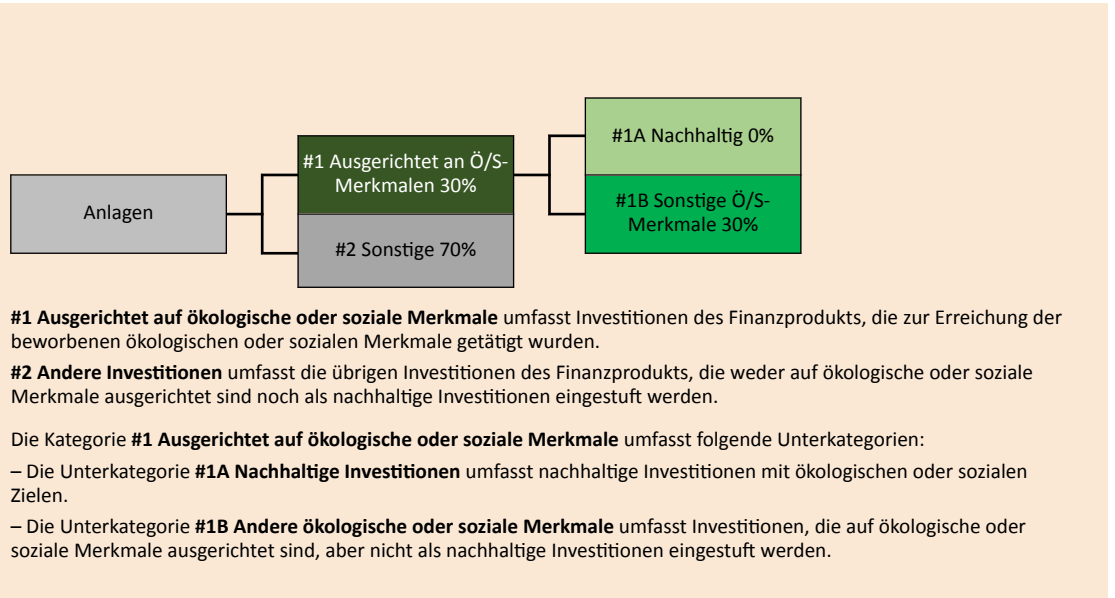 Anlagen
#1 Ausgerichtet an Ö/S-
Merkmalen 30%
#2 Sonstige 70%
#1A Nachhaltig 0%
#1B Sonstige Ö/S-
Merkmale 30%
#1 Ausgerichtet auf ökologische oder soziale Merkmale umfasst Investitionen des Finanzprodukts, die zur Erreichung der
beworbenen ökologischen oder sozialen Merkmale getätigt wurden.
#2 Andere Investitionen umfasst die übrigen Investitionen des Finanzprodukts, die weder auf ökologische oder soziale
Merkmale ausgerichtet sind noch als nachhaltige Investitionen eingestuft werden.
Die Kategorie #1 Ausgerichtet auf ökologische oder soziale Merkmale umfasst folgende Unterkategorien:
– Die Unterkategorie #1A Nachhaltige Investitionen umfasst nachhaltige Investitionen mit ökologischen oder sozialen
Zielen.
– Die Unterkategorie #1B Andere ökologische oder soziale Merkmale umfasst Investitionen, die auf ökologische oder
soziale Merkmale ausgerichtet sind, aber nicht als nachhaltige Investitionen eingestuft werden.